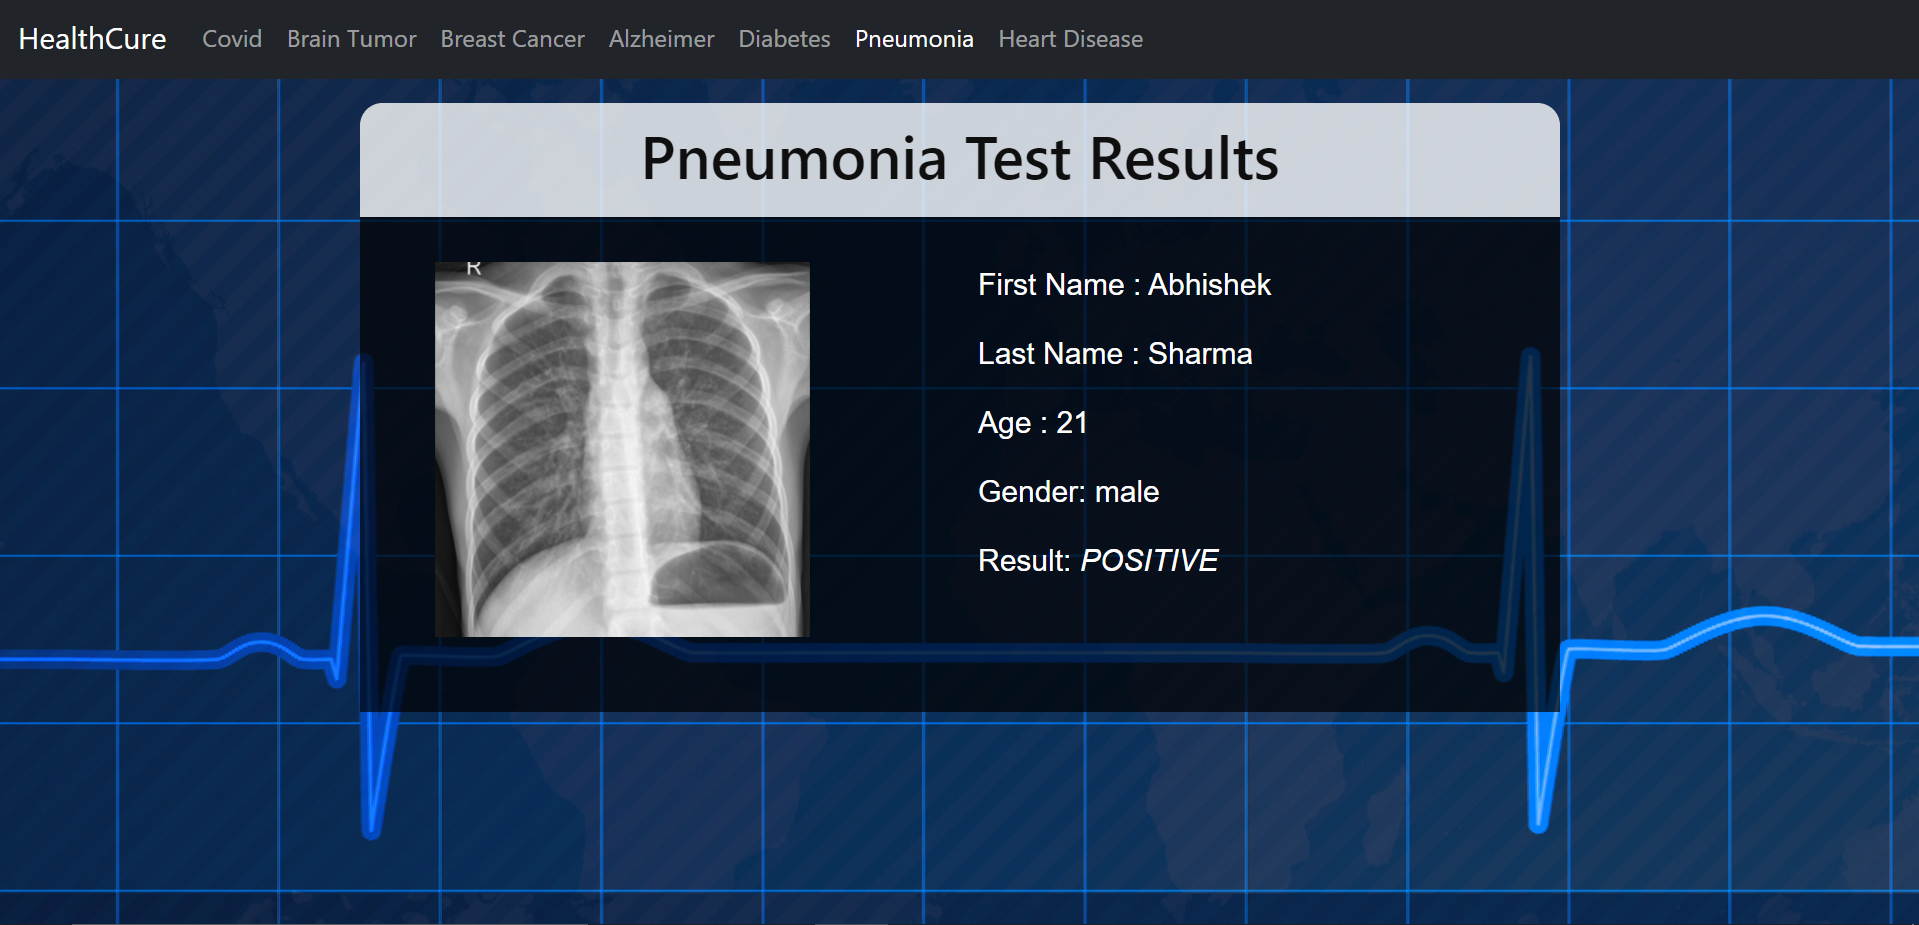 HealthCure Covid Brain Tumor Breast Cancer Alzheimer Diabetes Pneumonia Heart Disease
Pneumonia Test Results
R
First Name : Abhishek
Last Name : Sharma
Age : 21
Gender: male
Result: POSITIVE